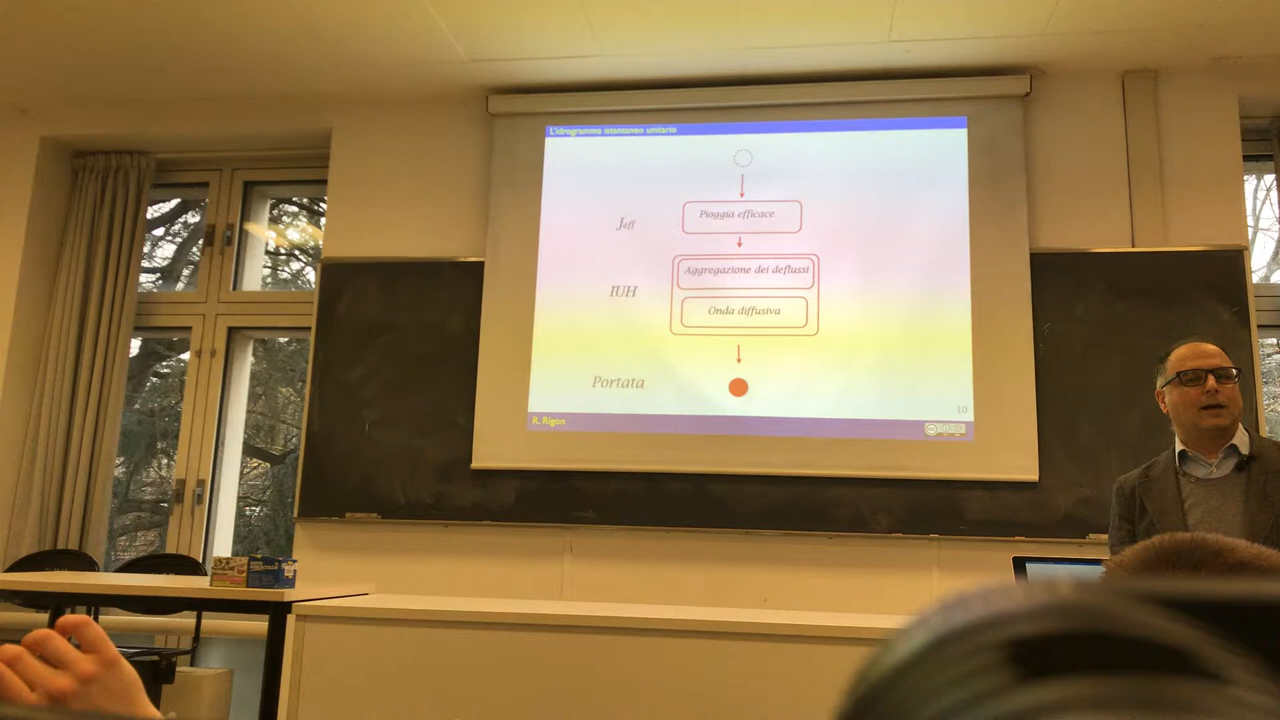 L'idrogramma istantaneo unitario
Jeff
Pioggia efficace
Aggregazione dei deflussi
IUH
Onda diffusiva
Portata
10
R. Rigon